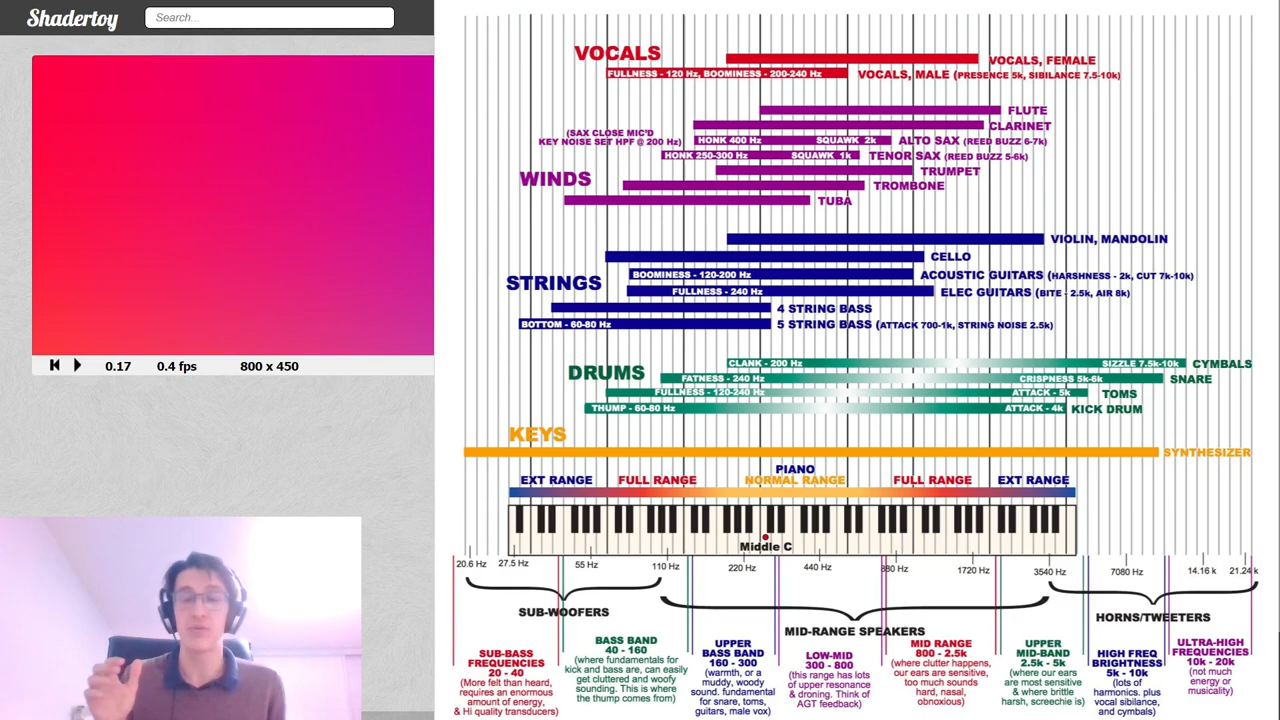 Shadertoy
Search...
0.17
0.4 fps
800 x 450
VOCALS
VOCALS, FEMALE
FULLNESS - 120 Hz, BOOMINESS - 200-240 Hz
VOCALS, MALE (PRESENCE 5k, SIBILANCE 7.5-10k)
FLUTE
CLARINET
(SAX CLOSE MIC'D
KEY NOISE SET HPF @ 200 Hz)
HONK 400 Hz
SQUAWK 2k
ALTO SAX (REED BUZZ 6-7k)
HONK 250-300 Hz
SQUAWK 1k
TENOR SAX (REED BUZZ 5-6k)
WINDS
TRUMPET
TROMBONE
TUBA
VIOLIN, MANDOLIN
CELLO
STRINGS
BOOMINESS - 120-200 Hz
ACOUSTIC GUITARS (HARSHNESS - 2k, CUT 7k-10k)
FULLNESS - 240 Hz
ELEC GUITARS (BITE - 2.5k, AIR 8k)
4 STRING BASS
BOTTOM - 60-80 Hz
5 STRING BASS (ATTACK 700-1k, STRING NOISE 2.5k)
DRUMS
CLANK - 200 Hz
SIZZLE 7.5k-10k
CYMBALS
FATNESS - 240 Hz
CRISPNESS 5k-6k
SNARE
FULLNESS - 120-240 Hz
ATTACK - 5k
TOMS
THUMP - 60-80 Hz
ATTACK - 4k
KICK DRUM
KEYS
SYNTHESIZER
PIANO
EXT RANGE
FULL RANGE
NORMAL RANGE
FULL RANGE
EXT RANGE
Middle C
20.6 Hz
27.5 Hz
55 Hz
110 Hz
220 Hz
440 Hz
880 Hz
1720 Hz
3540 Hz
7080 Hz
14.16 k
21.24 k
SUB-WOOFERS
MID-RANGE SPEAKERS
HORNS/TWEETERS
SUB-BASS
FREQUENCIES
20 - 40
(More felt than heard,
requires an enormous
amount of energy,
& Hi quality transducers)
BASS BAND
40 - 160
(where fundamentals for
kick and bass are, can easily
get cluttered and woofy
sounding. This is where
the thump comes from)
UPPER
BASS BAND
160 - 300
(warmth, or a
muddy, woody
sound. fundamental
for snare, toms,
guitars, male vox)
LOW-MID
300 - 800
(this range has lots
of upper resonance
& droning. Think of
AGT feedback)
MID RANGE
800 - 2.5k
(where clutter happens,
our ears are sensitive,
too much sounds
hard, nasal,
obnoxious)
UPPER
MID-BAND
2.5k - 5k
(where our ears
are most sensitive
& where brittle
harsh, screechie is)
HIGH FREQ
BRIGHTNESS
5k - 10k
(lots of
harmonics. plus
vocal sibilance,
and cymbals)
ULTRA-HIGH
FREQUENCIES
10k - 20k
(not much
energy or
musicality)